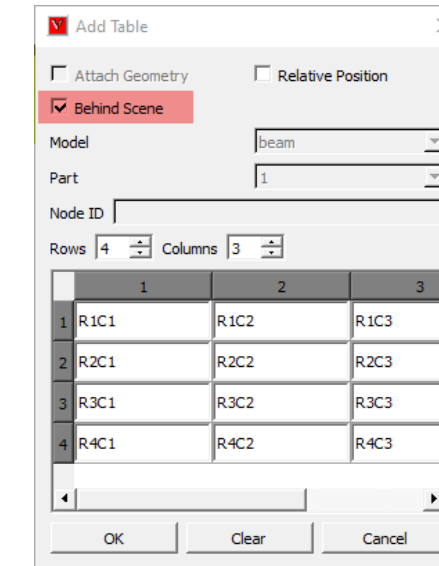 V Add Table
Attach Geometry Relative Position
Behind Scene
Model beam
Part 1
Node ID
Rows 4 Columns 3
1 2 3
1 R1C1 R1C2 R1C3
2 R2C1 R2C2 R2C3
3 R3C1 R3C2 R3C3
4 R4C1 R4C2 R4C3
OK Clear Cancel